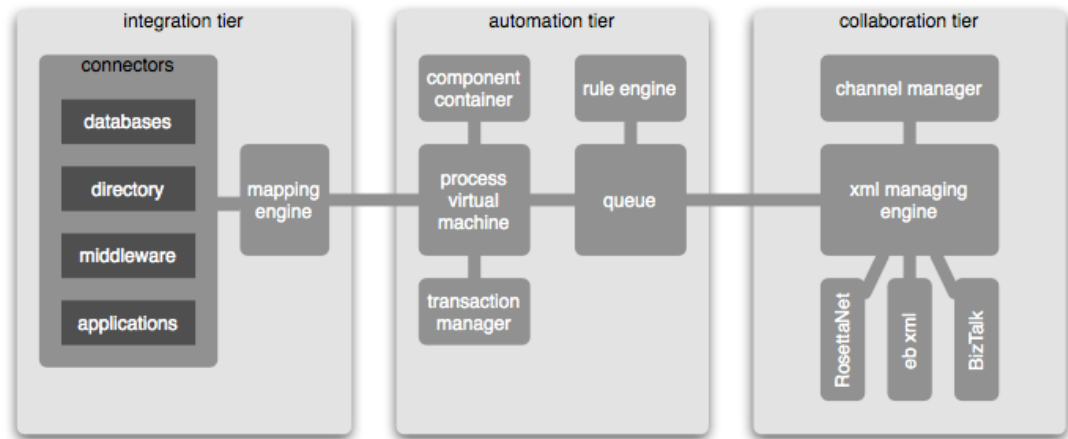 integration tier
connectors
databases
directory
middleware
applications
mapping
engine
automation tier
component
container
rule engine
process
virtual
machine
queue
transaction
manager
collaboration tier
channel manager
xml managing
engine
RosettaNet
eb xml
BizTalk